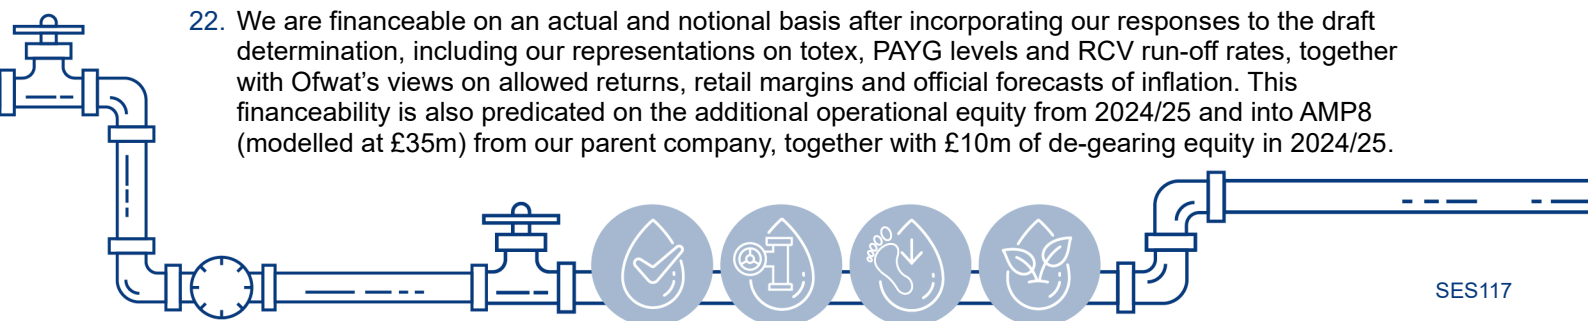 22. We are financeable on an actual and notional basis after incorporating our responses to the draft
determination, including our representations on totex, PAYG levels and RCV run-off rates, together
with Ofwat's views on allowed returns, retail margins and official forecasts of inflation. This
financeability is also predicated on the additional operational equity from 2024/25 and into AMP8
(modelled at £35m) from our parent company, together with £10m of de-gearing equity in 2024/25.
SES117